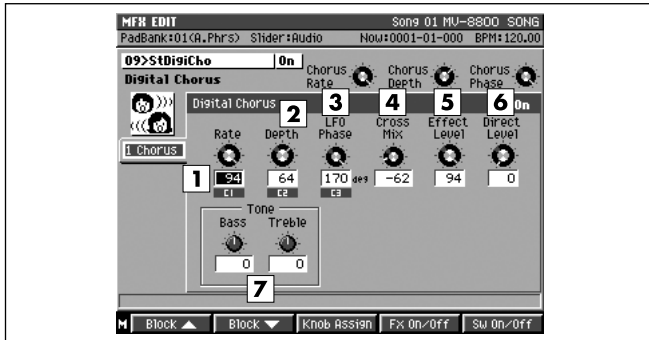 MFX EDIT Song 01 MV-8800 SONG
PadBank:01(A.Phrs) Slider:Audio Now:0001-01-000 BPM:120.00
09>StDigiCho On
Digital Chorus
Chorus Rate
Chorus Depth
Chorus Phase
Digital Chorus On
1 Chorus
1 2 3 4 5 6
Rate Depth LFO Phase Cross Mix Effect Level Direct Level
94 64 170 deg -62 94 0
C1 C2 C3
Tone
Bass Treble
0 0
7
M Block ▲ Block ▼ Knob Assign Fx On/Off Sw On/Off